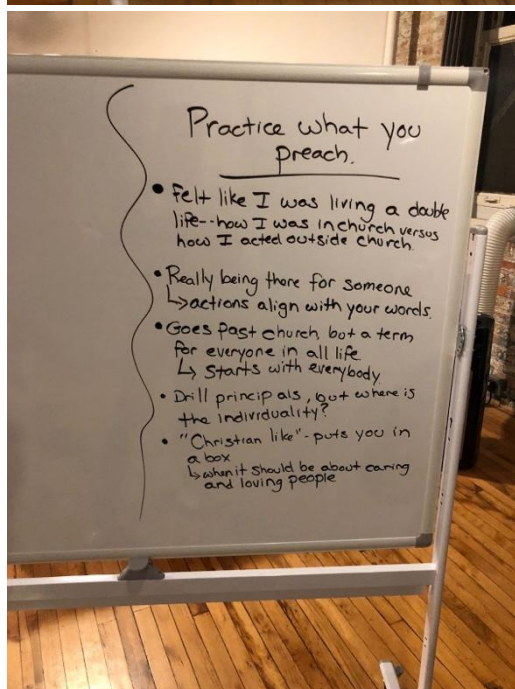 Practice what you
preach.
• Felt like I was living a double
life--how I was in church versus
how I acted outside church.
• Really being there for someone
↳ actions align with your words.
• Goes past church, but a term
for everyone in all life
↳ starts with everybody
• Drill principals, but where is
the individuality?
• "Christian like" - puts you in
a box
↳ when it should be about caring
and loving people